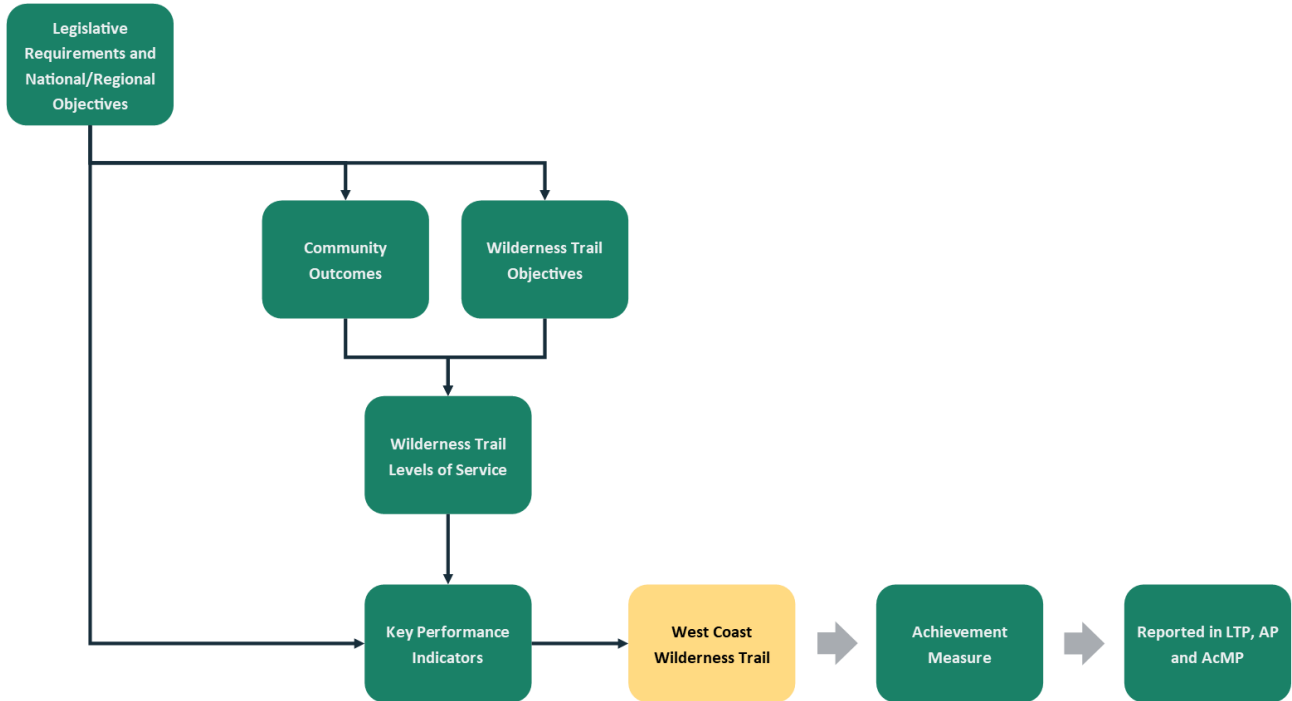 Legislative
Requirements and
National/Regional
Objectives
Community
Outcomes
Wilderness Trail
Objectives
Wilderness Trail
Levels of Service
Key Performance
Indicators
West Coast
Wilderness Trail
Achievement
Measure
Reported in LTP, AP
and AcMP